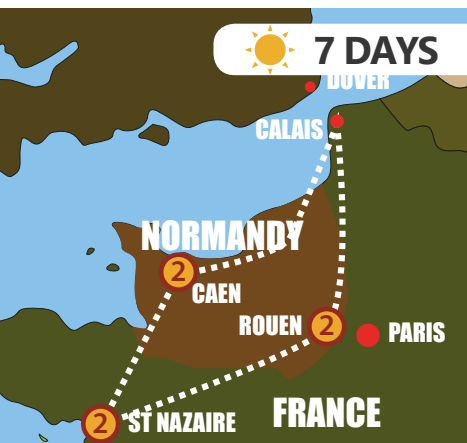 7 DAYS
DOVER
CALAIS
NORMANDY
2
CAEN
ROUEN 2
PARIS
2 ST NAZAIRE
FRANCE